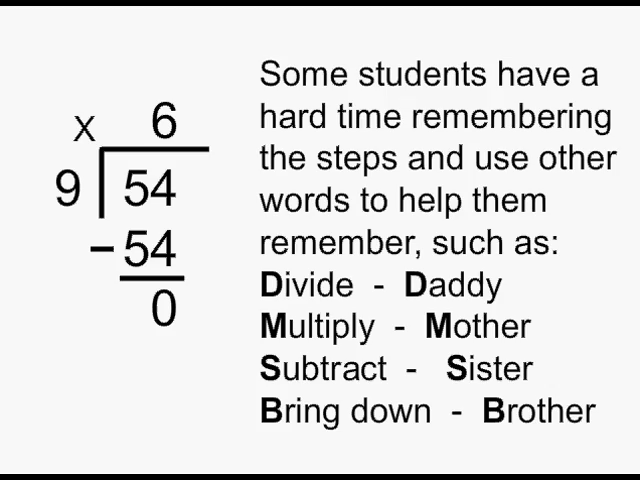 x 6
9 54
-54
0
Some students have a
hard time remembering
the steps and use other
words to help them
remember, such as:
Divide - Daddy
Multiply - Mother
Subtract - Sister
Bring down - Brother